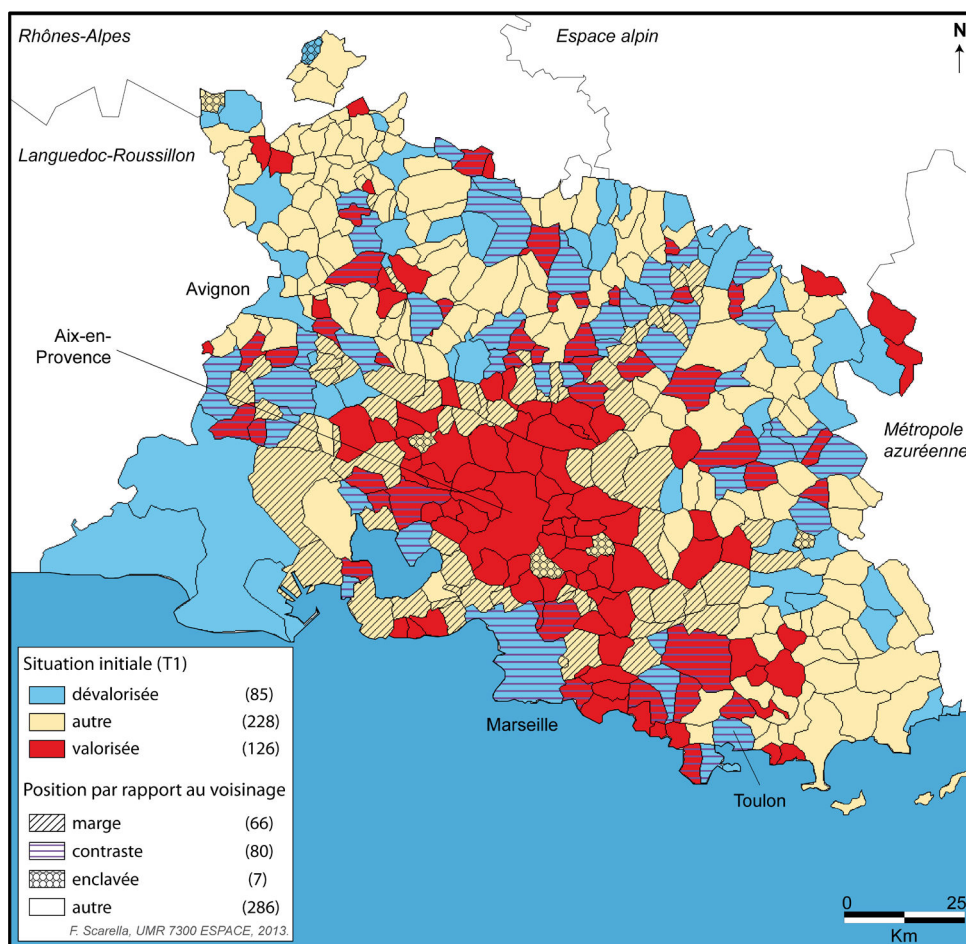 Rhônes-Alpes
Espace alpin
N
Languedoc-Roussillon
Avignon
Aix-en-
Provence
Métropole
azuréenne
Situation initiale (T1)
dévalorisée (85)
autre (228)
valorisée (126)
Position par rapport au voisinage
marge (66)
contraste (80)
enclavée (7)
autre (286)
F. Scarella, UMR 7300 ESPACE, 2013.
Marseille
Toulon
0 25
Km